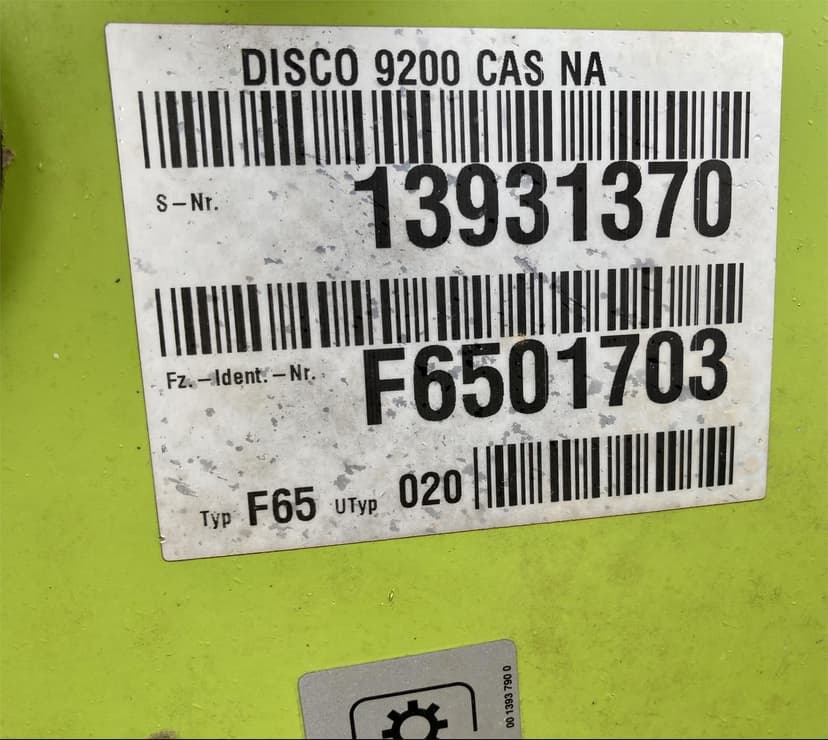 DISCO 9200 CAS NA
S-Nr. 13931370
Fz.-Ident.-Nr. F6501703
Typ F65 UTyp 020
00 1393 790 0